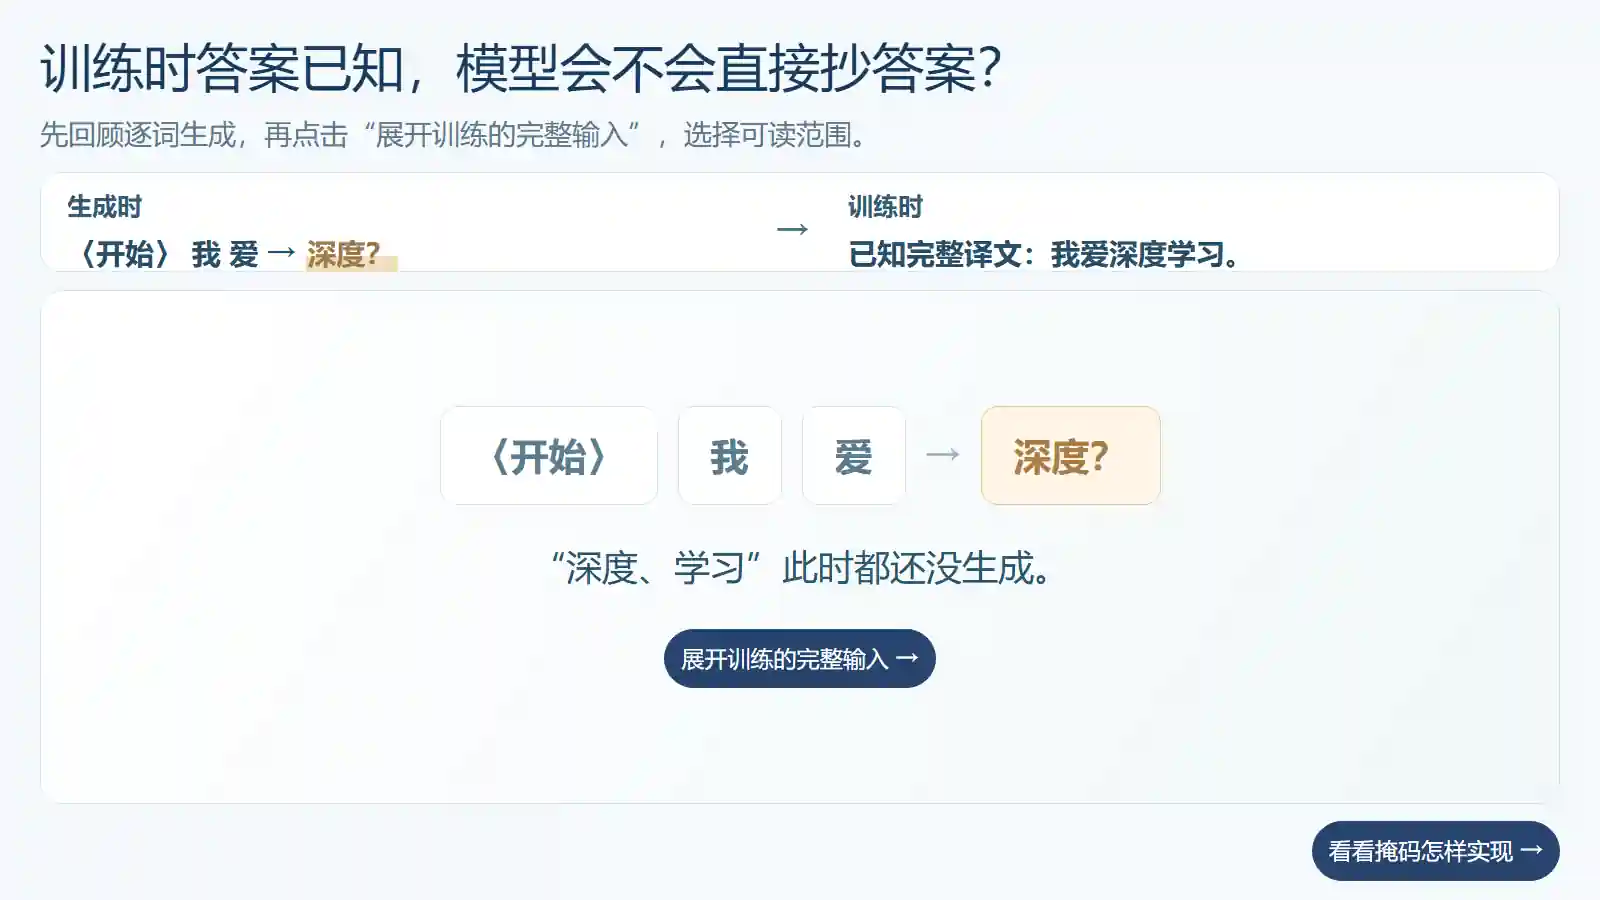 训练时答案已知，模型会不会直接抄答案？
先回顾逐词生成，再点击“展开训练的完整输入”，选择可读范围。
生成时
〈开始〉 我 爱 → 深度？
→
训练时
已知完整译文：我爱深度学习。
〈开始〉 我 爱 → 深度？
“深度、学习”此时都还没生成。
展开训练的完整输入 →
看看掩码怎样实现 →